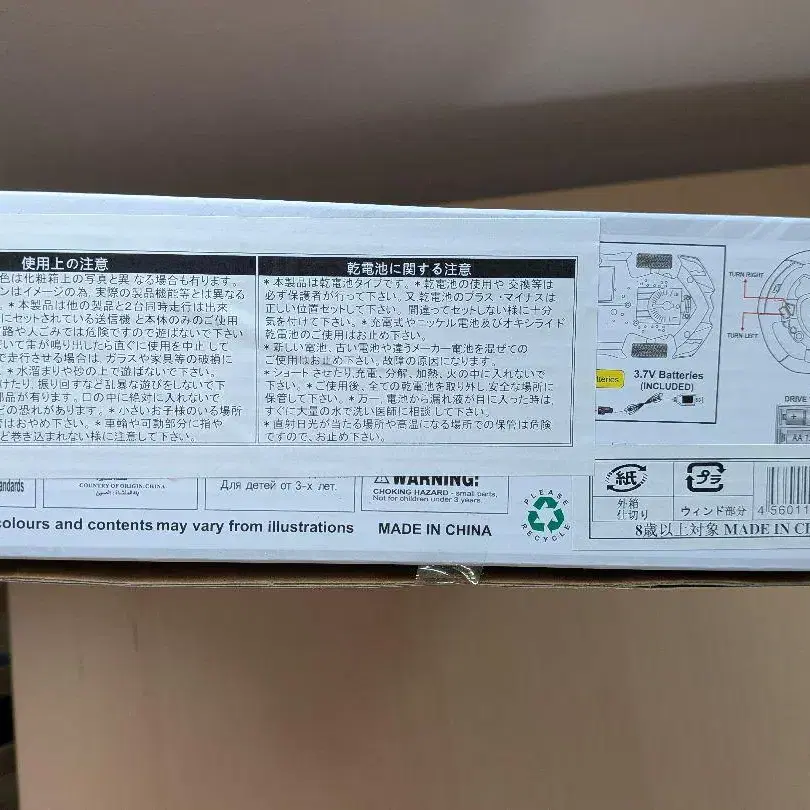 使用上の注意
色は化粧箱上の写真と異なる場合も有ります。
ンはイメージの為、実際の製品機能等とは異なる
。＊本製品は他の製品と2台同時走行は出来
にセットされている送信機と本体のみのご使用
路や人ごみでは危険ですので遊ばないで下さい
いて雷が鳴り出したら直ぐに使用を中止して
で走行させる場合は、ガラスや家具等の破損に
。＊水溜まりや砂の上で遊ばないで下さい。
けたり、振り回すなど乱暴な遊びをしないで下
部品が有ります。口の中に絶対に入れないで
どの恐れがあります。＊小さいお子様のいる場所
はおやめ下さい。＊車輪や可動部分に指や
ど巻き込まれない様に注意して下さい。
乾電池に関する注意
＊本製品は乾電池タイプです。＊乾電池の使用や交換等は
必ず保護者が行って下さい。又乾電池のプラス・マイナスは
正しい位置セットして下さい。間違ってセットしない様に十分
気を付けて下さい。＊充電式やニッケル電池及びオキシライド
乾電池のご使用はお止め下さい。
＊新しい電池、古い電池や違うメーカー電池を混ぜての
ご使用はお止め下さい。故障の原因になります。
＊ショートさせたり、充電、分解、加熱、火の中に入れないで
下さい。＊ご使用後、全ての乾電池を取り外し、安全な場所に
保管して下さい。＊万一、電池から漏れ液が目に入った時は、
すぐに大量の水で洗い医師に相談して下さい。
＊直射日光が当たる場所や高温になる場所での保管は危険
ですので、お止め下さい。
TURN RIGHT
TURN LEFT
3.7V Batteries
(INCLUDED)
tteries
DRIVE
AA
andards
COUNTRY OF ORIGIN:CHINA
Для детей от 3-х лет.
WARNING:
CHOKING HAZARD - small parts.
Not for children under 3 years.
colours and contents may vary from illustrations
MADE IN CHINA
PLEASE
RECYCLE
紙
外箱
仕切り
プラ
ウィンド部分
4 56011
8歳以上対象 MADE IN C